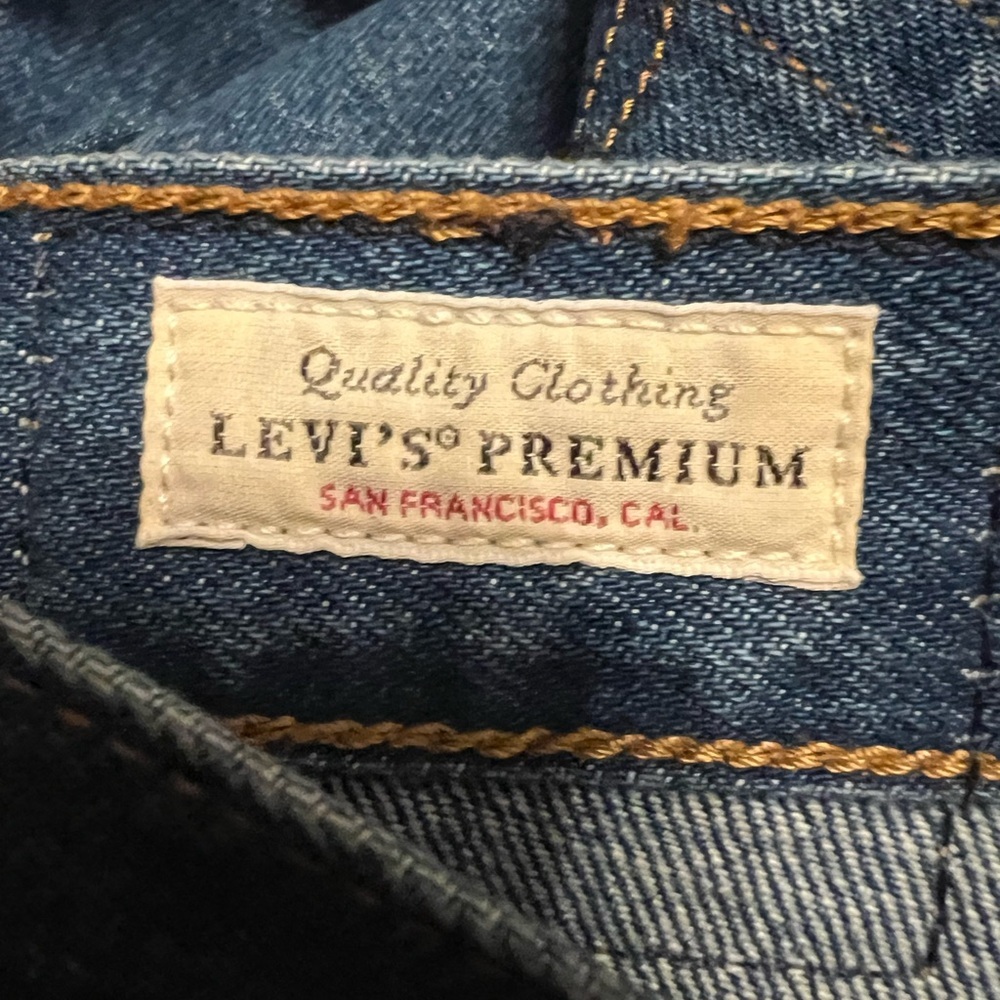 Quality Clothing
LEVI'S® PREMIUM
SAN FRANCISCO, CAL.